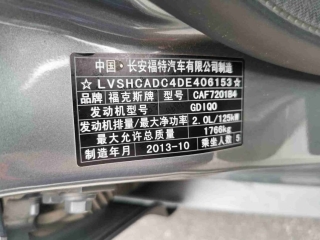 中国·长安福特汽车有限公司制造
☆LVSHCADC4DE406153☆
品牌 福克斯牌 型号 CAF7201B4
发动机型号 GDIQ0
发动机排量/最大净功率 2.0L/125kW
最大允许总质量 1766kg
制造年月 2013-10 乘坐人数 5